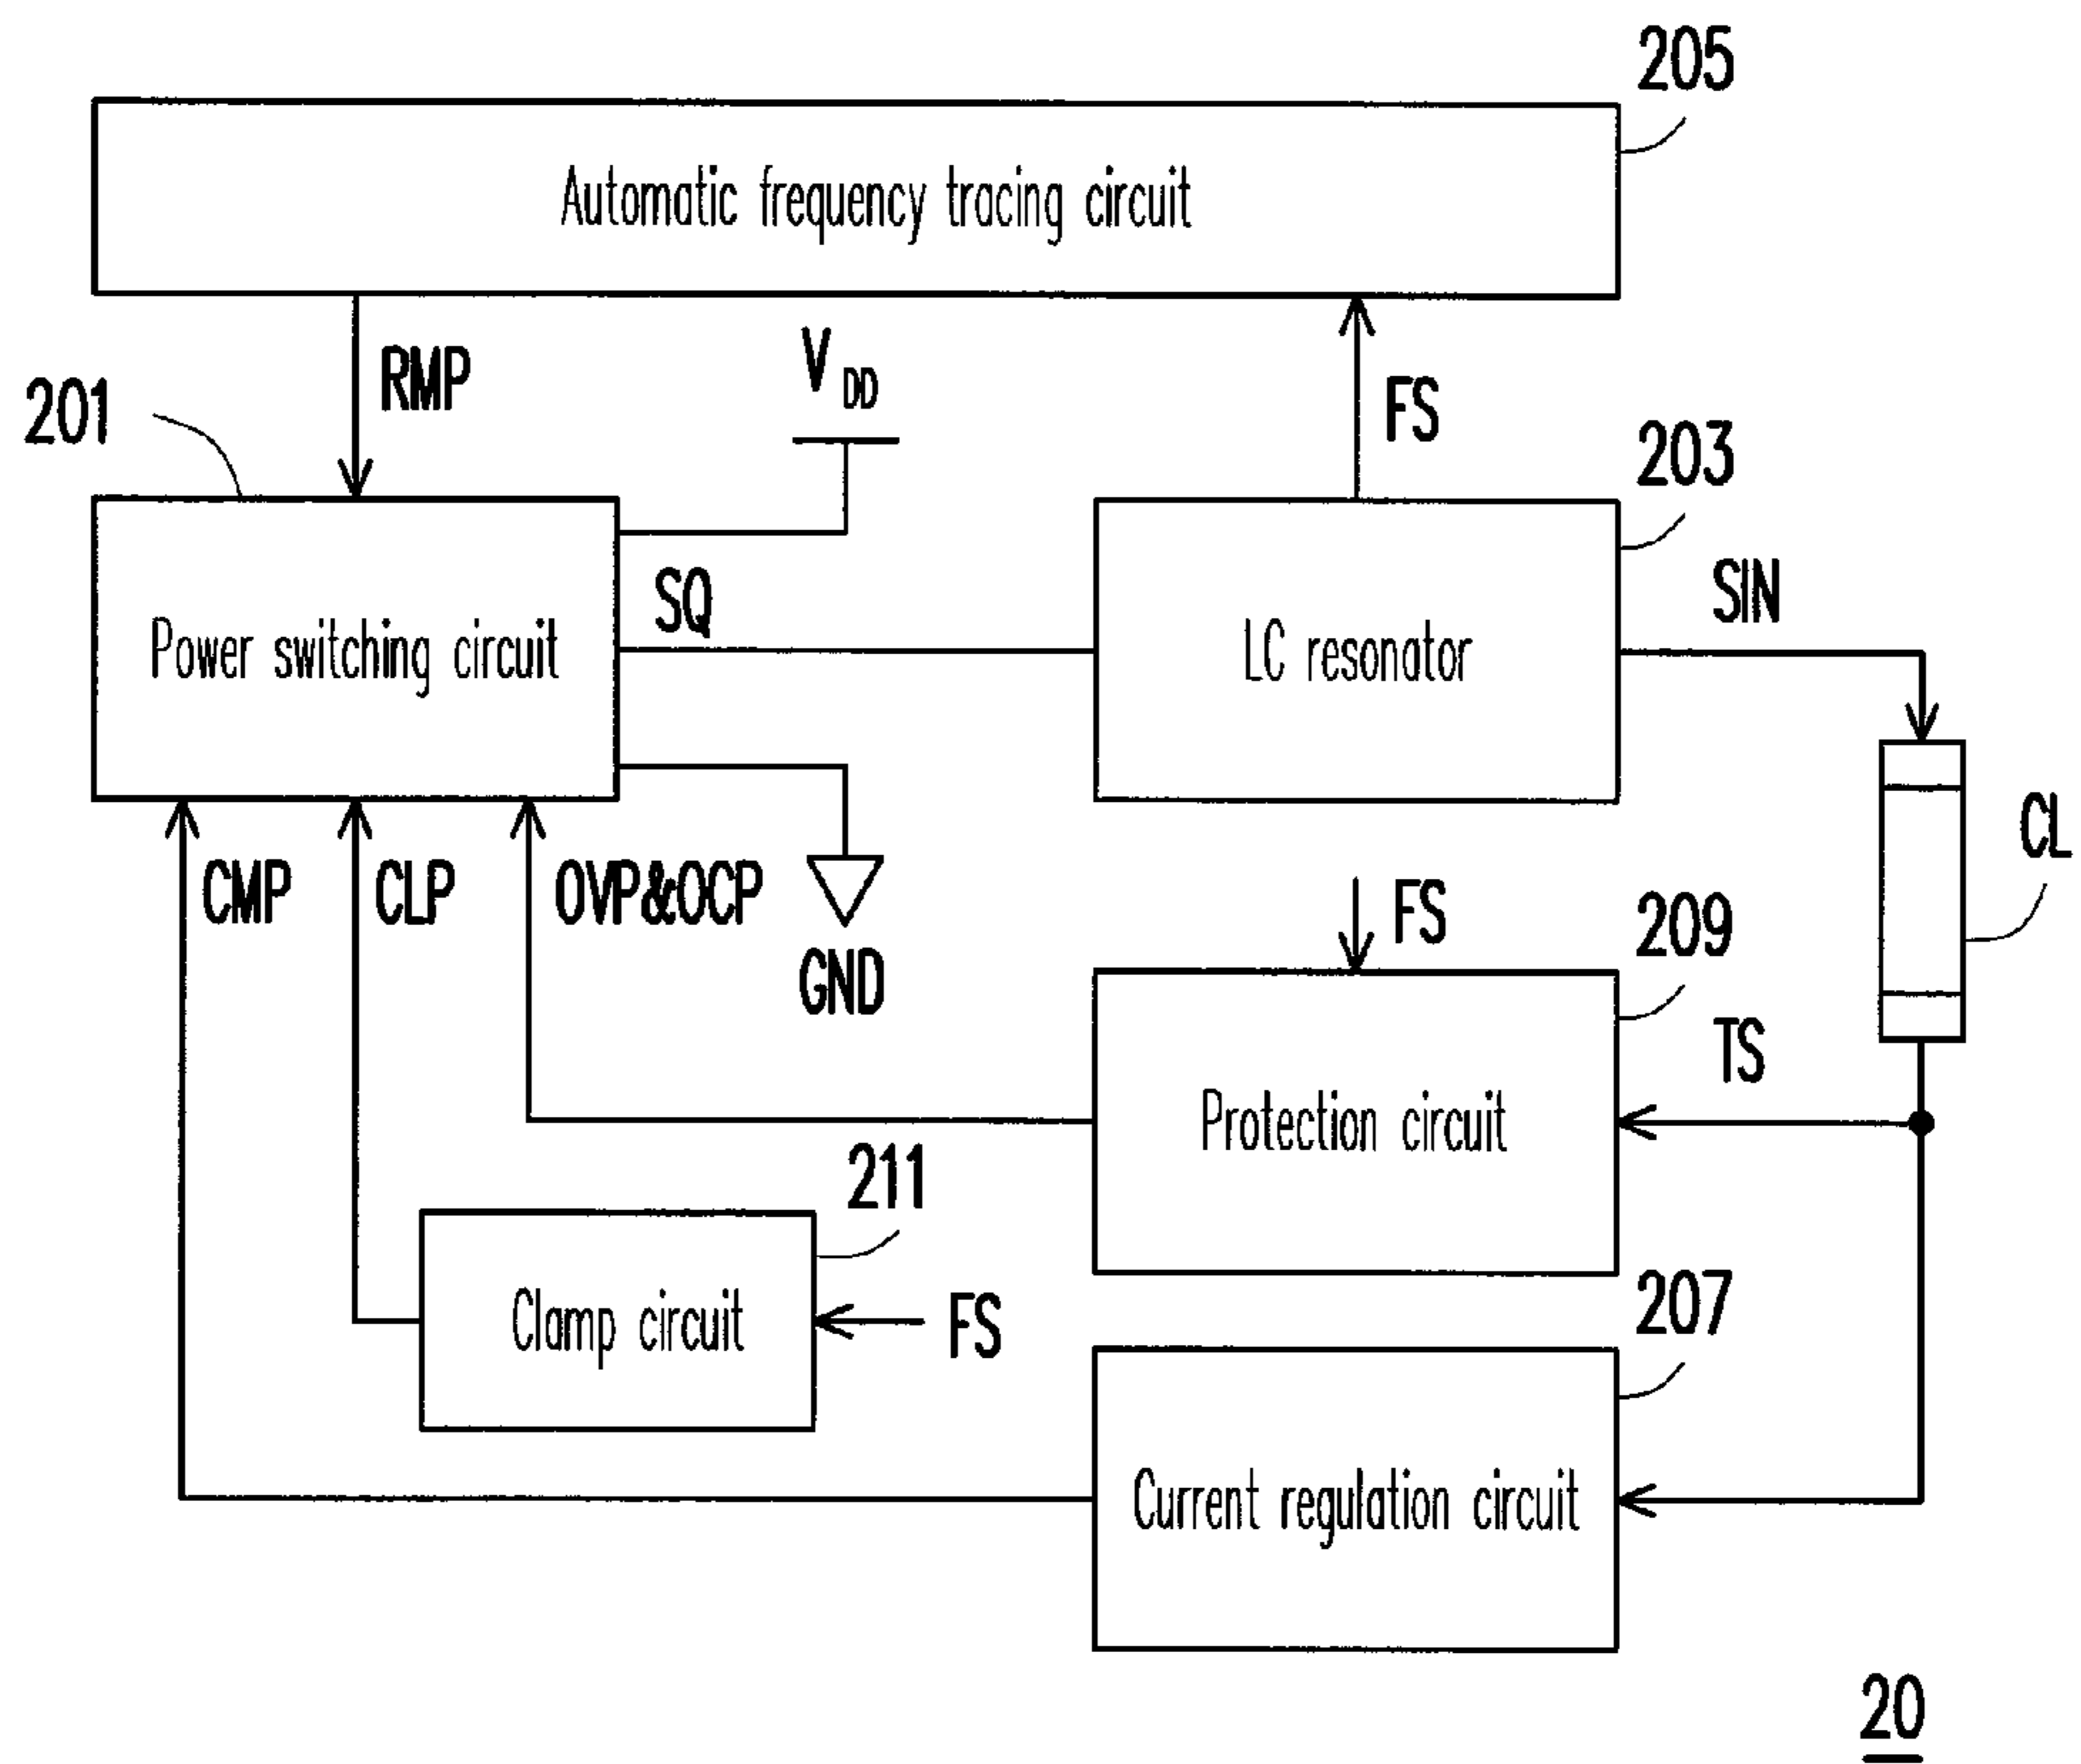 205
Automatic frequency tracing circuit
RMP
VDD
FS
201
203
SQ
SIN
Power switching circuit
LC resonator
CL
CMP
CLP
OVP&OCP
GND
FS
209
TS
Protection circuit
211
Clamp circuit
FS
207
Current regulation circuit
20